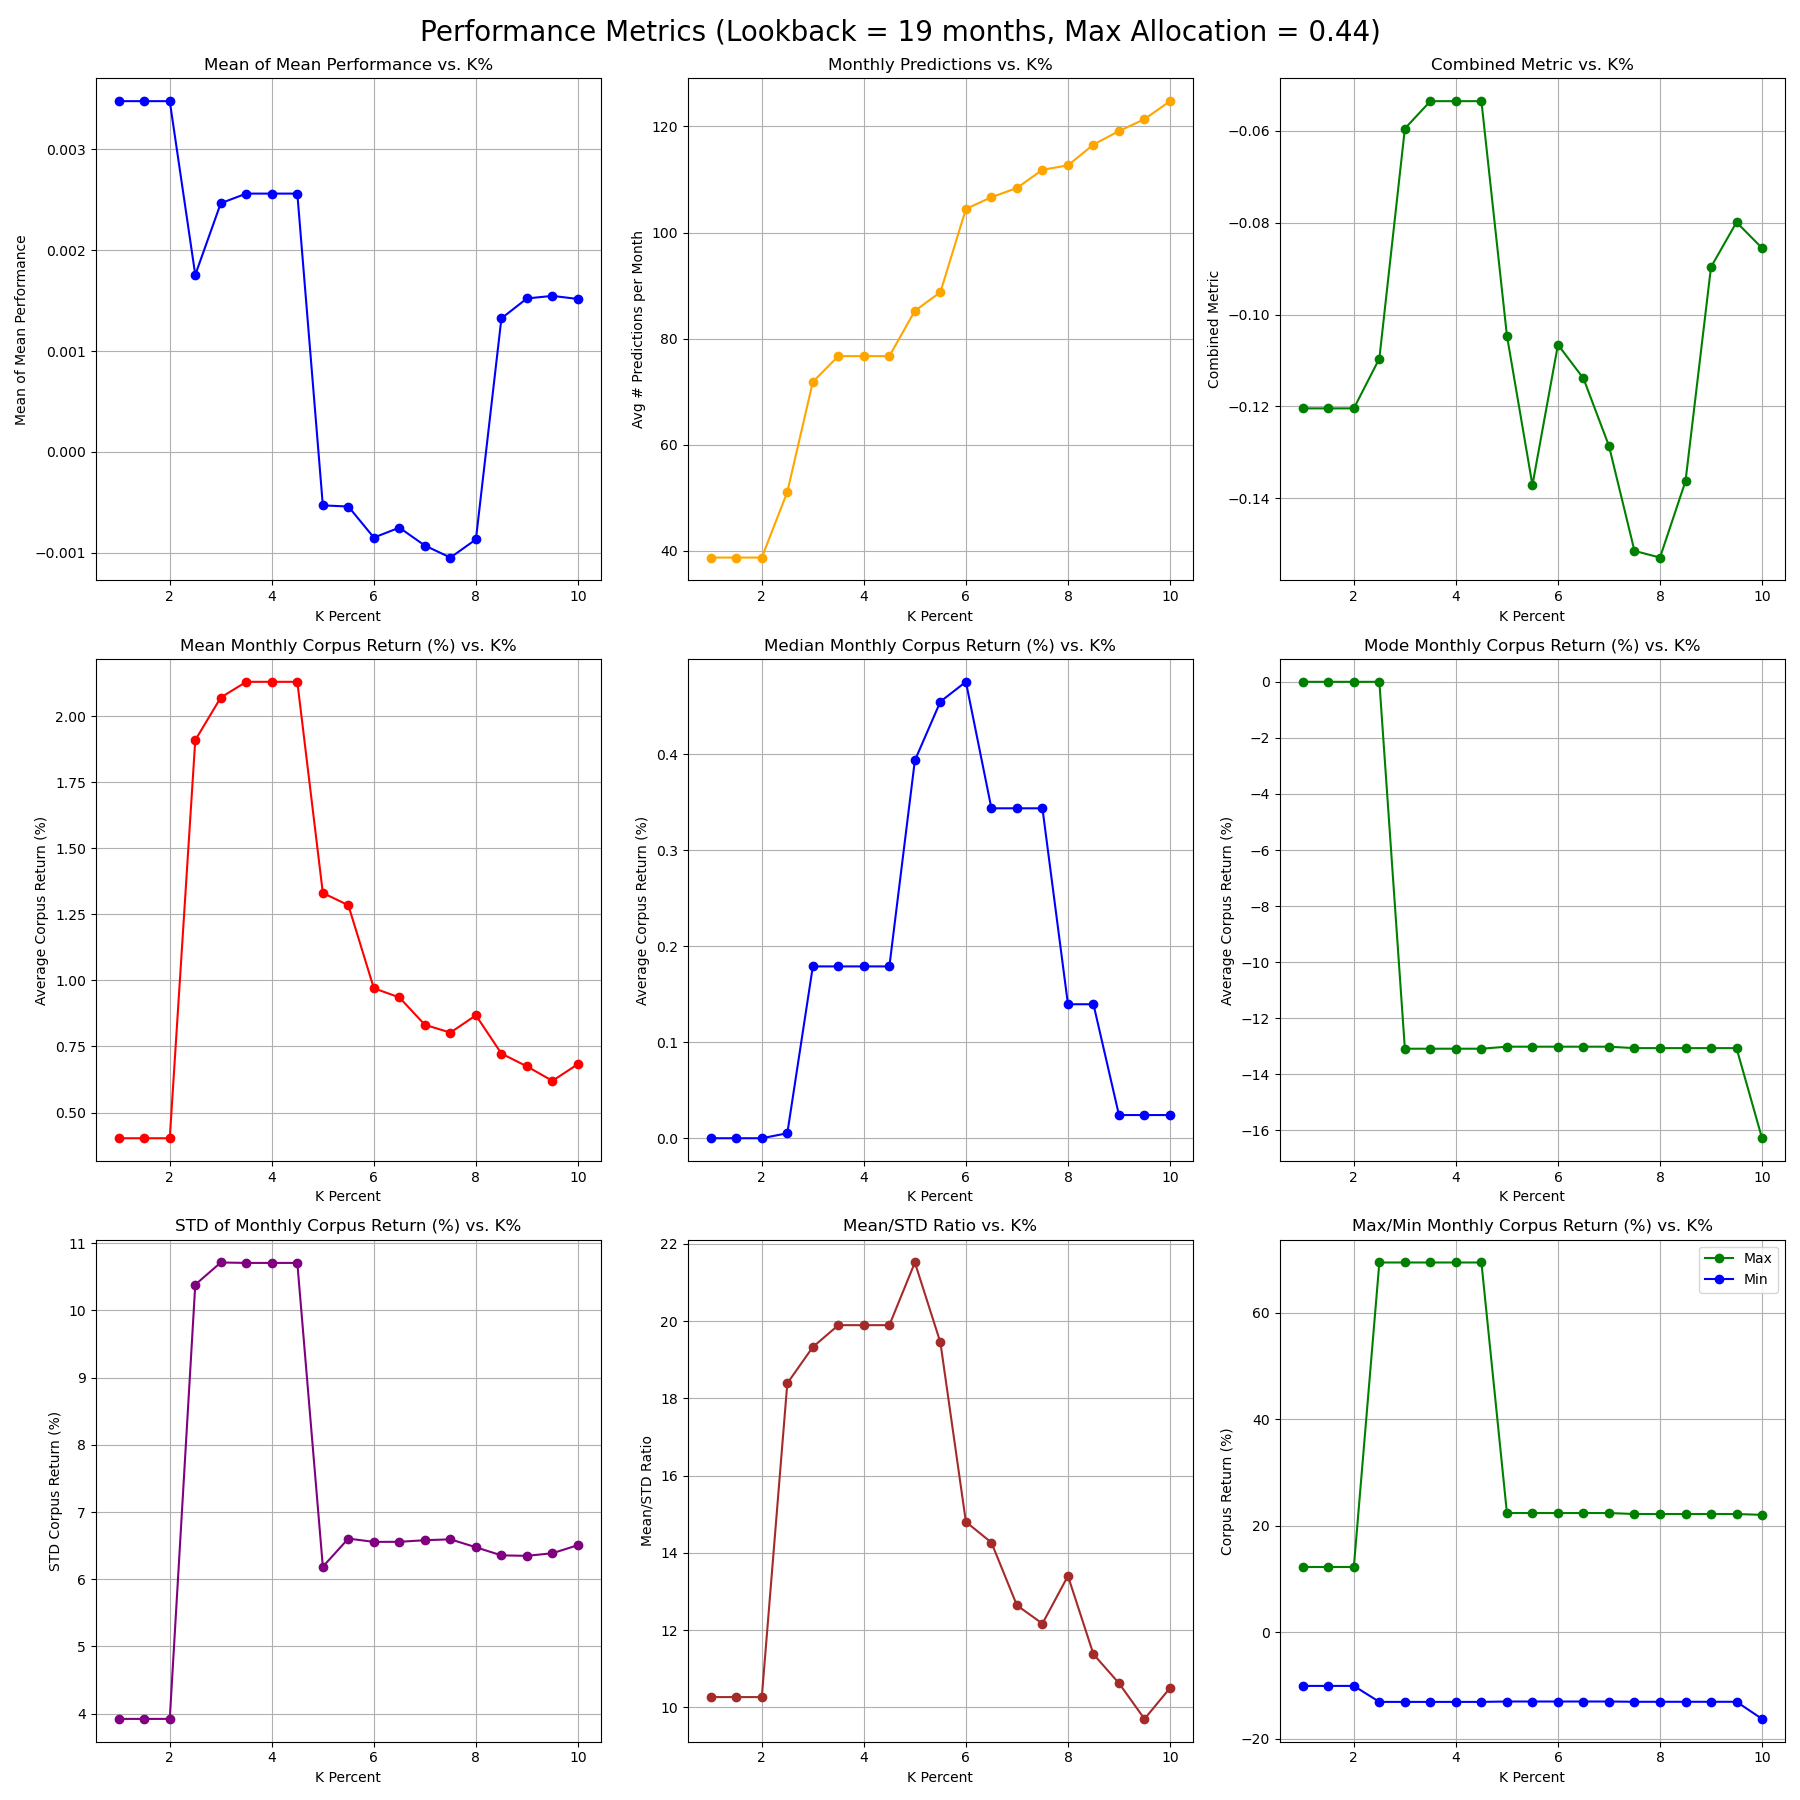 Performance Metrics (Lookback = 19 months, Max Allocation = 0.44)
Mean of Mean Performance vs. K%
Mean of Mean Performance
0.003
0.002
0.001
0.000
−0.001
2 4 6 8 10
K Percent
Monthly Predictions vs. K%
Avg # Predictions per Month
120
100
80
60
40
2 4 6 8 10
K Percent
Combined Metric vs. K%
Combined Metric
−0.06
−0.08
−0.10
−0.12
−0.14
2 4 6 8 10
K Percent
Mean Monthly Corpus Return (%) vs. K%
Average Corpus Return (%)
2.00
1.75
1.50
1.25
1.00
0.75
0.50
2 4 6 8 10
K Percent
Median Monthly Corpus Return (%) vs. K%
Average Corpus Return (%)
0.4
0.3
0.2
0.1
0.0
2 4 6 8 10
K Percent
Mode Monthly Corpus Return (%) vs. K%
Average Corpus Return (%)
0
−2
−4
−6
−8
−10
−12
−14
−16
2 4 6 8 10
K Percent
STD of Monthly Corpus Return (%) vs. K%
STD Corpus Return (%)
11
10
9
8
7
6
5
4
2 4 6 8 10
K Percent
Mean/STD Ratio vs. K%
Mean/STD Ratio
22
20
18
16
14
12
10
2 4 6 8 10
K Percent
Max/Min Monthly Corpus Return (%) vs. K%
Corpus Return (%)
Max
Min
60
40
20
0
−20
2 4 6 8 10
K Percent